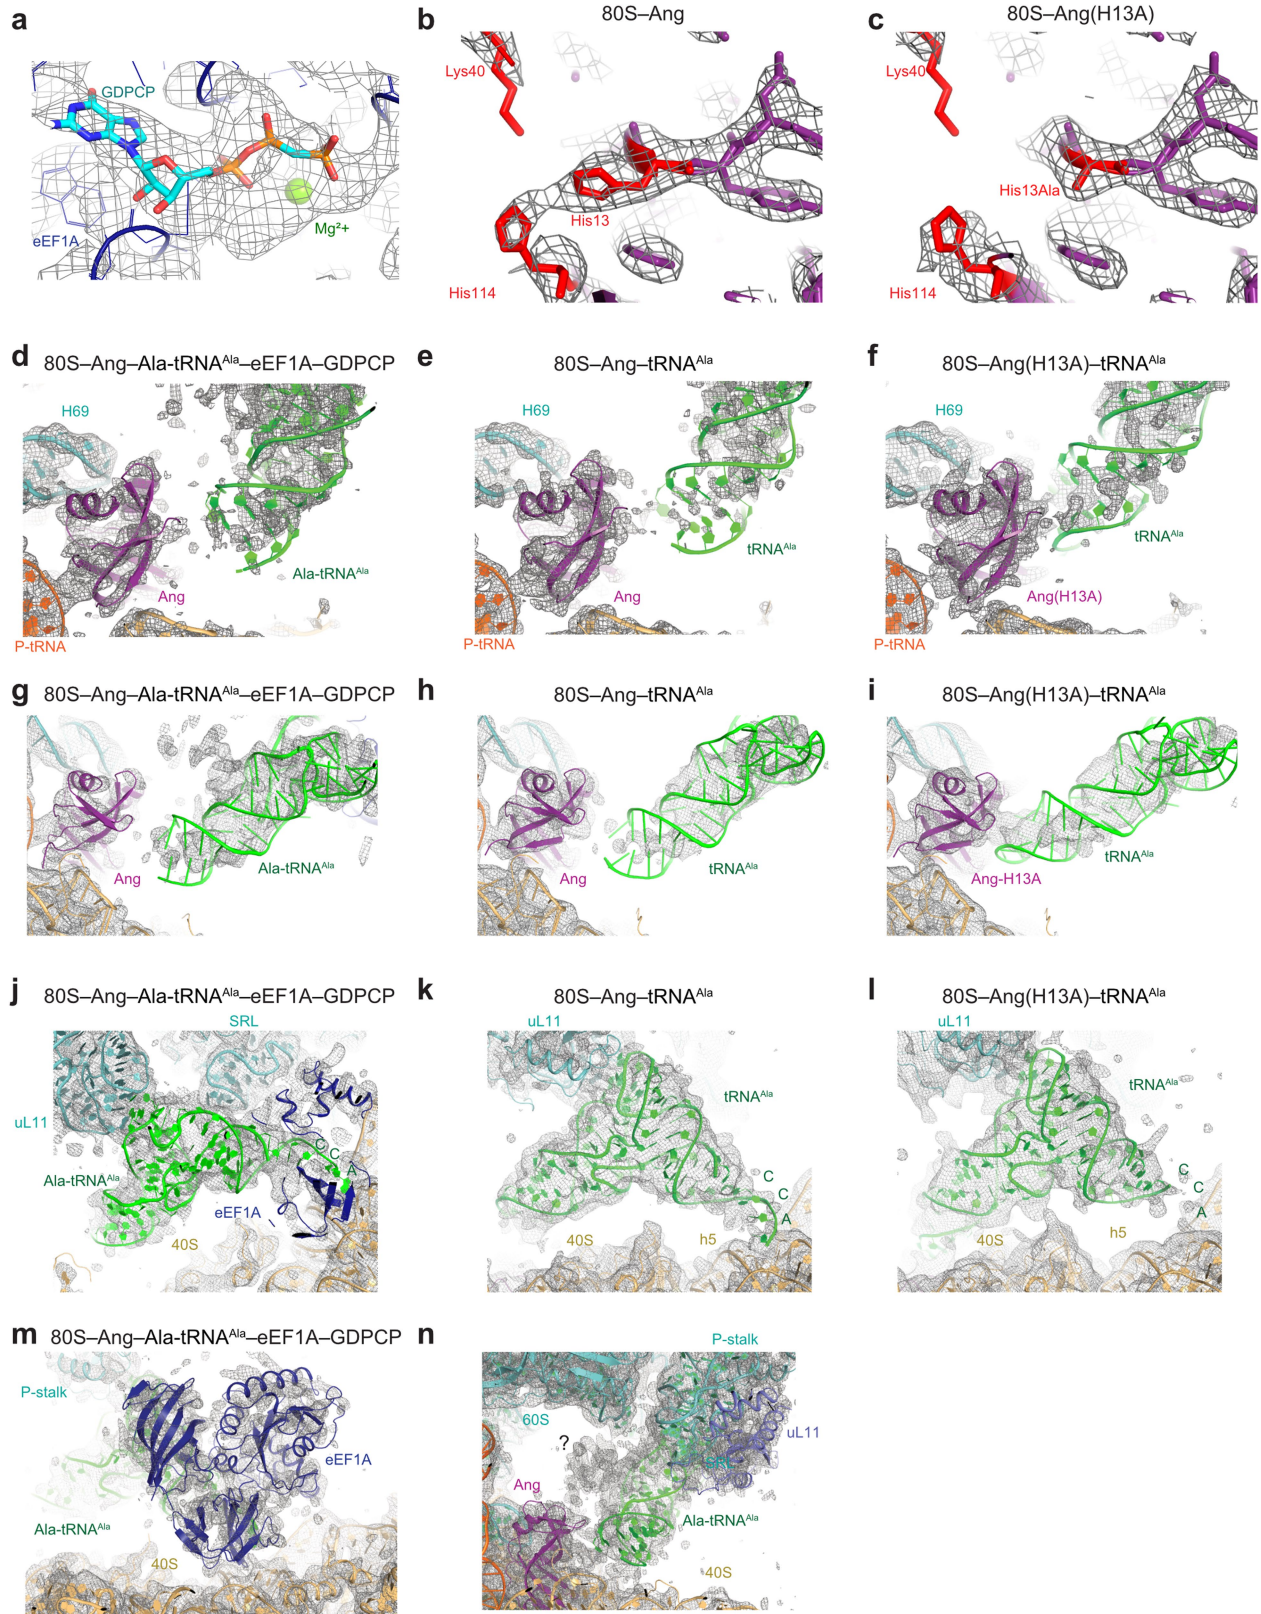 a
GDPCP
eEF1A
Mg²+
b
80S–Ang
Lys40
His13
His114
c
80S–Ang(H13A)
Lys40
His13Ala
His114
d 80S–Ang–Ala-tRNAᴬˡᵃ–eEF1A–GDPCP
H69
Ala-tRNAᴬˡᵃ
Ang
P-tRNA
e 80S–Ang–tRNAᴬˡᵃ
H69
tRNAᴬˡᵃ
Ang
P-tRNA
f 80S–Ang(H13A)–tRNAᴬˡᵃ
H69
tRNAᴬˡᵃ
Ang(H13A)
P-tRNA
g 80S–Ang–Ala-tRNAᴬˡᵃ–eEF1A–GDPCP
Ala-tRNAᴬˡᵃ
Ang
h 80S–Ang–tRNAᴬˡᵃ
tRNAᴬˡᵃ
Ang
i 80S–Ang(H13A)–tRNAᴬˡᵃ
tRNAᴬˡᵃ
Ang-H13A
j 80S–Ang–Ala-tRNAᴬˡᵃ–eEF1A–GDPCP
SRL
uL11
C
C
A
Ala-tRNAᴬˡᵃ
eEF1A
40S
k 80S–Ang–tRNAᴬˡᵃ
uL11
tRNAᴬˡᵃ
C
C
A
40S
h5
l 80S–Ang(H13A)–tRNAᴬˡᵃ
uL11
tRNAᴬˡᵃ
C
C
A
40S
h5
m 80S–Ang–Ala-tRNAᴬˡᵃ–eEF1A–GDPCP
P-stalk
eEF1A
Ala-tRNAᴬˡᵃ
40S
n
P-stalk
60S
?
uL11
SRL
Ang
Ala-tRNAᴬˡᵃ
40S